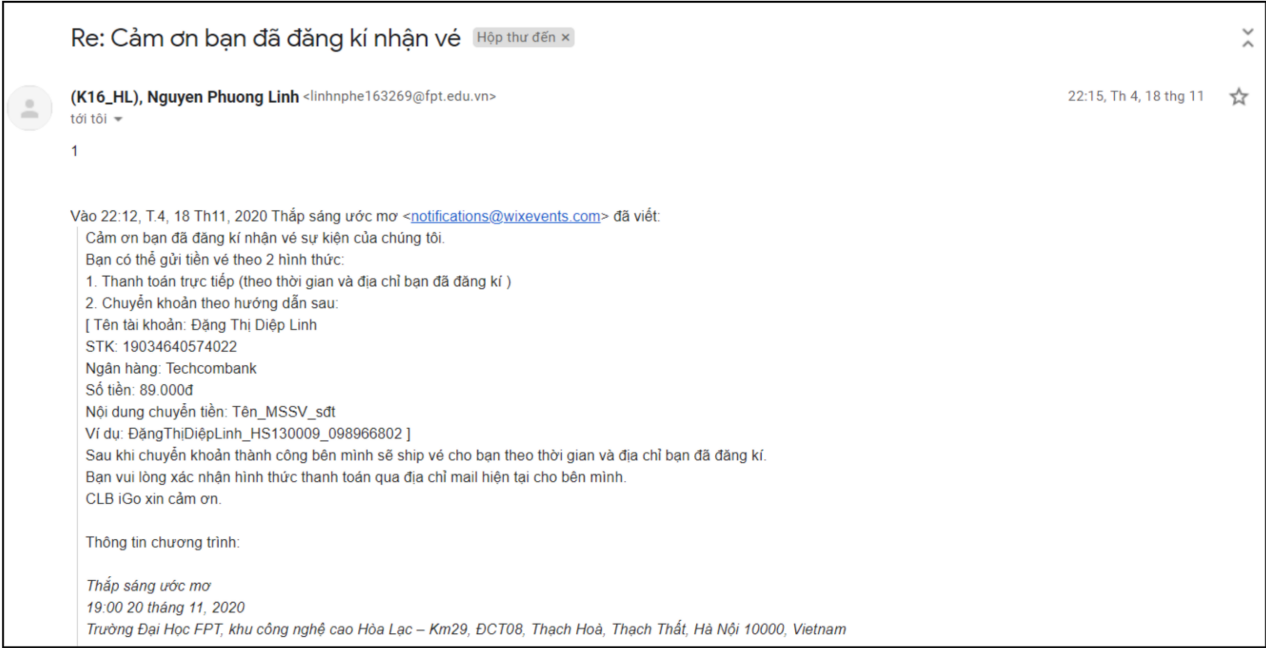 Re: Cảm ơn bạn đã đăng kí nhận vé Hộp thư đến ×
(K16_HL), Nguyen Phuong Linh <linhnphe163269@fpt.edu.vn> 22:15, Th 4, 18 thg 11
tới tôi
1
Vào 22:12, T.4, 18 Th11, 2020 Thắp sáng ước mơ <notifications@wixevents.com> đã viết:
Cảm ơn bạn đã đăng kí nhận vé sự kiện của chúng tôi.
Bạn có thể gửi tiền vé theo 2 hình thức:
1. Thanh toán trực tiếp (theo thời gian và địa chỉ bạn đã đăng kí )
2. Chuyển khoản theo hướng dẫn sau:
[ Tên tài khoản: Đặng Thị Diệp Linh
STK: 19034640574022
Ngân hàng: Techcombank
Số tiền: 89.000đ
Nội dung chuyển tiền: Tên_MSSV_sđt
Ví dụ: ĐặngThịDiệpLinh_HS130009_098966802 ]
Sau khi chuyển khoản thành công bên mình sẽ ship vé cho bạn theo thời gian và địa chỉ bạn đã đăng kí.
Bạn vui lòng xác nhận hình thức thanh toán qua địa chỉ mail hiện tại cho bên mình.
CLB iGo xin cảm ơn.
Thông tin chương trình:
Thắp sáng ước mơ
19:00 20 tháng 11, 2020
Trường Đại Học FPT, khu công nghệ cao Hòa Lạc – Km29, ĐCT08, Thạch Hoà, Thạch Thất, Hà Nội 10000, Vietnam